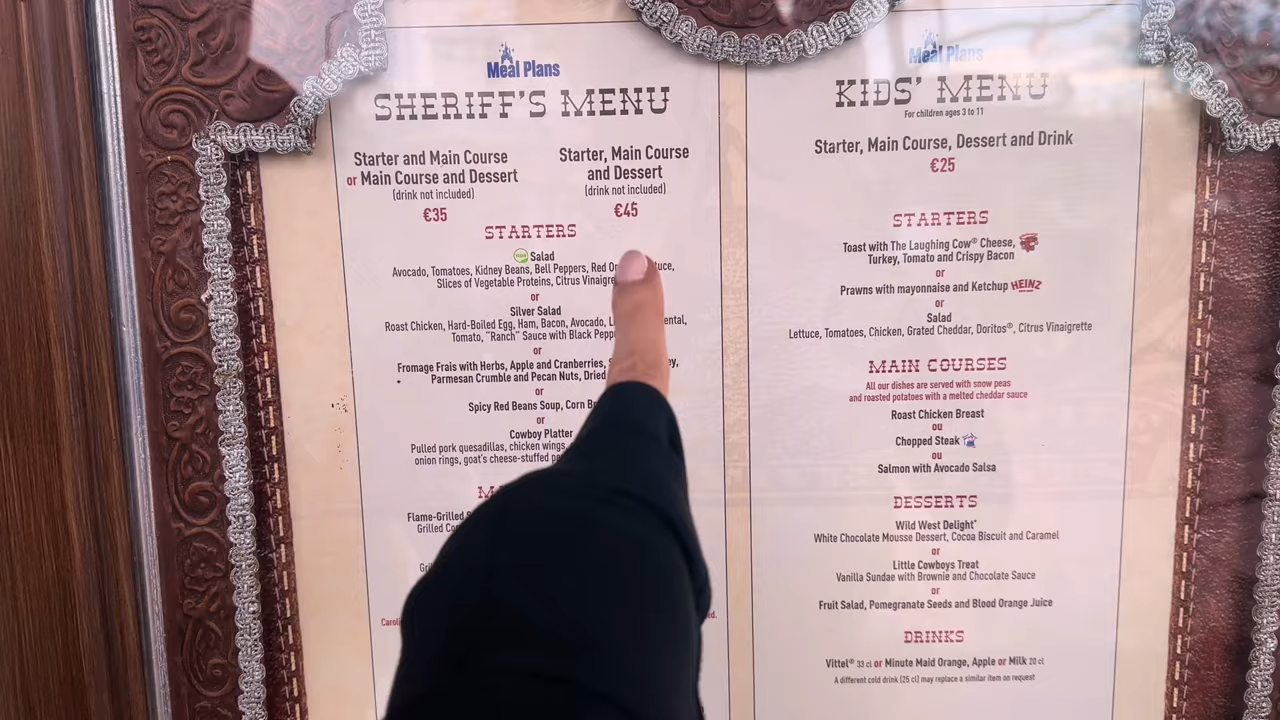 Meal Plans
SHERIFF'S MENU
Starter and Main Course
or Main Course and Dessert
(drink not included)
€35
Starter, Main Course
and Dessert
(drink not included)
€45
STARTERS
VEGAN Salad
Avocado, Tomatoes, Kidney Beans, Bell Peppers, Red
Slices of Vegetable Proteins, Citrus
or
Silver Salad
Roast Chicken, Hard-Boiled Egg, Ham, Bacon, Avocado,
Tomato, "Ranch" Sauce with Black
or
Fromage Frais with Herbs, Apple and Cranberries,
Parmesan Crumble and Pecan Nuts, Dried
or
Spicy Red Beans Soup, Corn
or
Cowboy Platter
Pulled pork quesadillas, chicken wings,
onion rings, goat's cheese-stuffed
Flame-Grilled
Grilled
Meal Plans
KIDS' MENU
For children ages 3 to 11
Starter, Main Course, Dessert and Drink
€25
STARTERS
Toast with The Laughing Cow® Cheese,
Turkey, Tomato and Crispy Bacon
or
Prawns with mayonnaise and Ketchup HEINZ
or
Salad
Lettuce, Tomatoes, Chicken, Grated Cheddar, Doritos®, Citrus Vinaigrette
MAIN COURSES
All our dishes are served with snow peas
and roasted potatoes with a melted cheddar sauce
Roast Chicken Breast
ou
Chopped Steak
ou
Salmon with Avocado Salsa
DESSERTS
Wild West Delight*
White Chocolate Mousse Dessert, Cocoa Biscuit and Caramel
or
Little Cowboys Treat
Vanilla Sundae with Brownie and Chocolate Sauce
or
Fruit Salad, Pomegranate Seeds and Blood Orange Juice
DRINKS
Vittel® 33 cl or Minute Maid Orange, Apple or Milk 20 cl
A different cold drink (25 cl) may replace a similar item on request